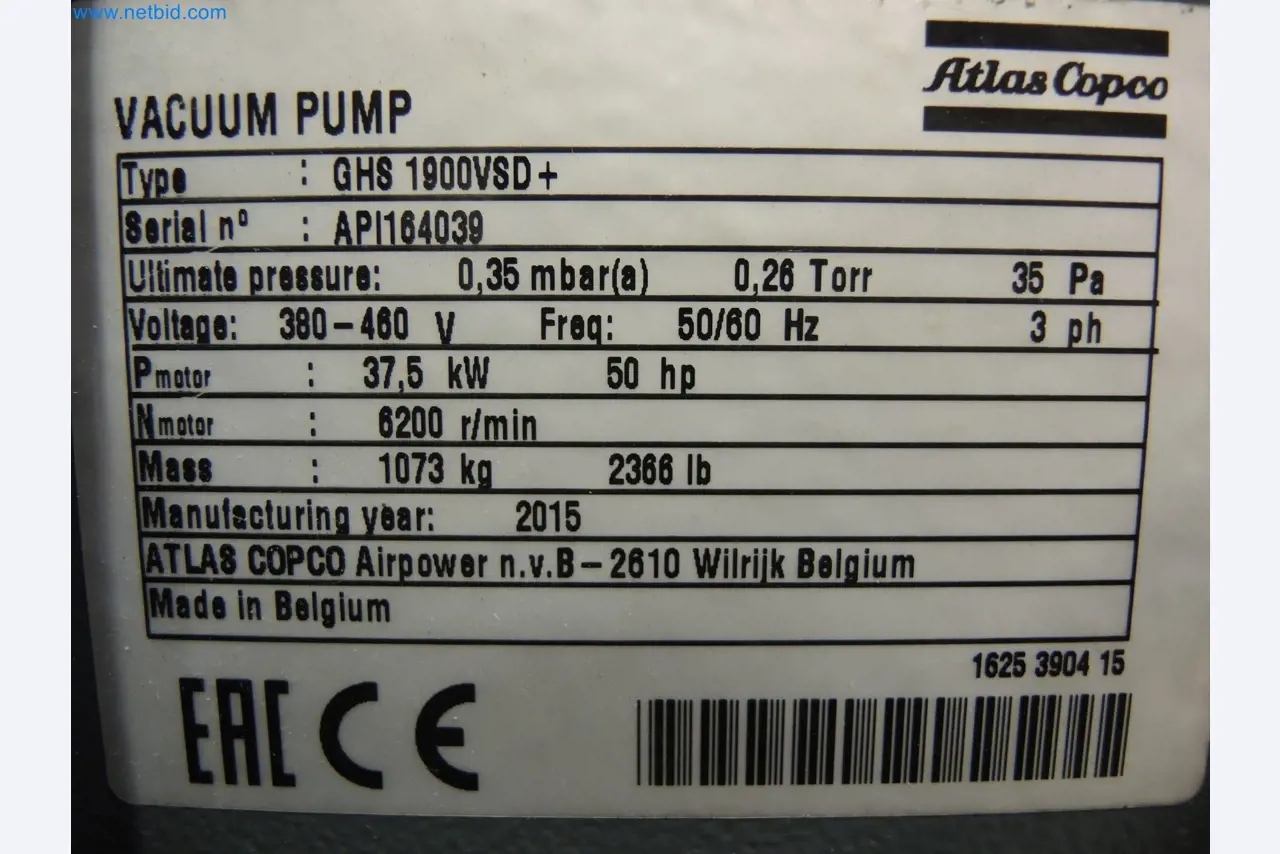 www.netbid.com
Atlas Copco
VACUUM PUMP
Type : GHS 1900VSD+
Serial nº : API164039
Ultimate pressure: 0,35 mbar(a) 0,26 Torr 35 Pa
Voltage: 380-460 V Freq: 50/60 Hz 3 ph
Pmotor : 37,5 kW 50 hp
Nmotor : 6200 r/min
Mass : 1073 kg 2366 lb
Manufacturing year: 2015
ATLAS COPCO Airpower n.v.B-2610 Wilrijk Belgium
Made in Belgium
1625 3904 15
EAC CE